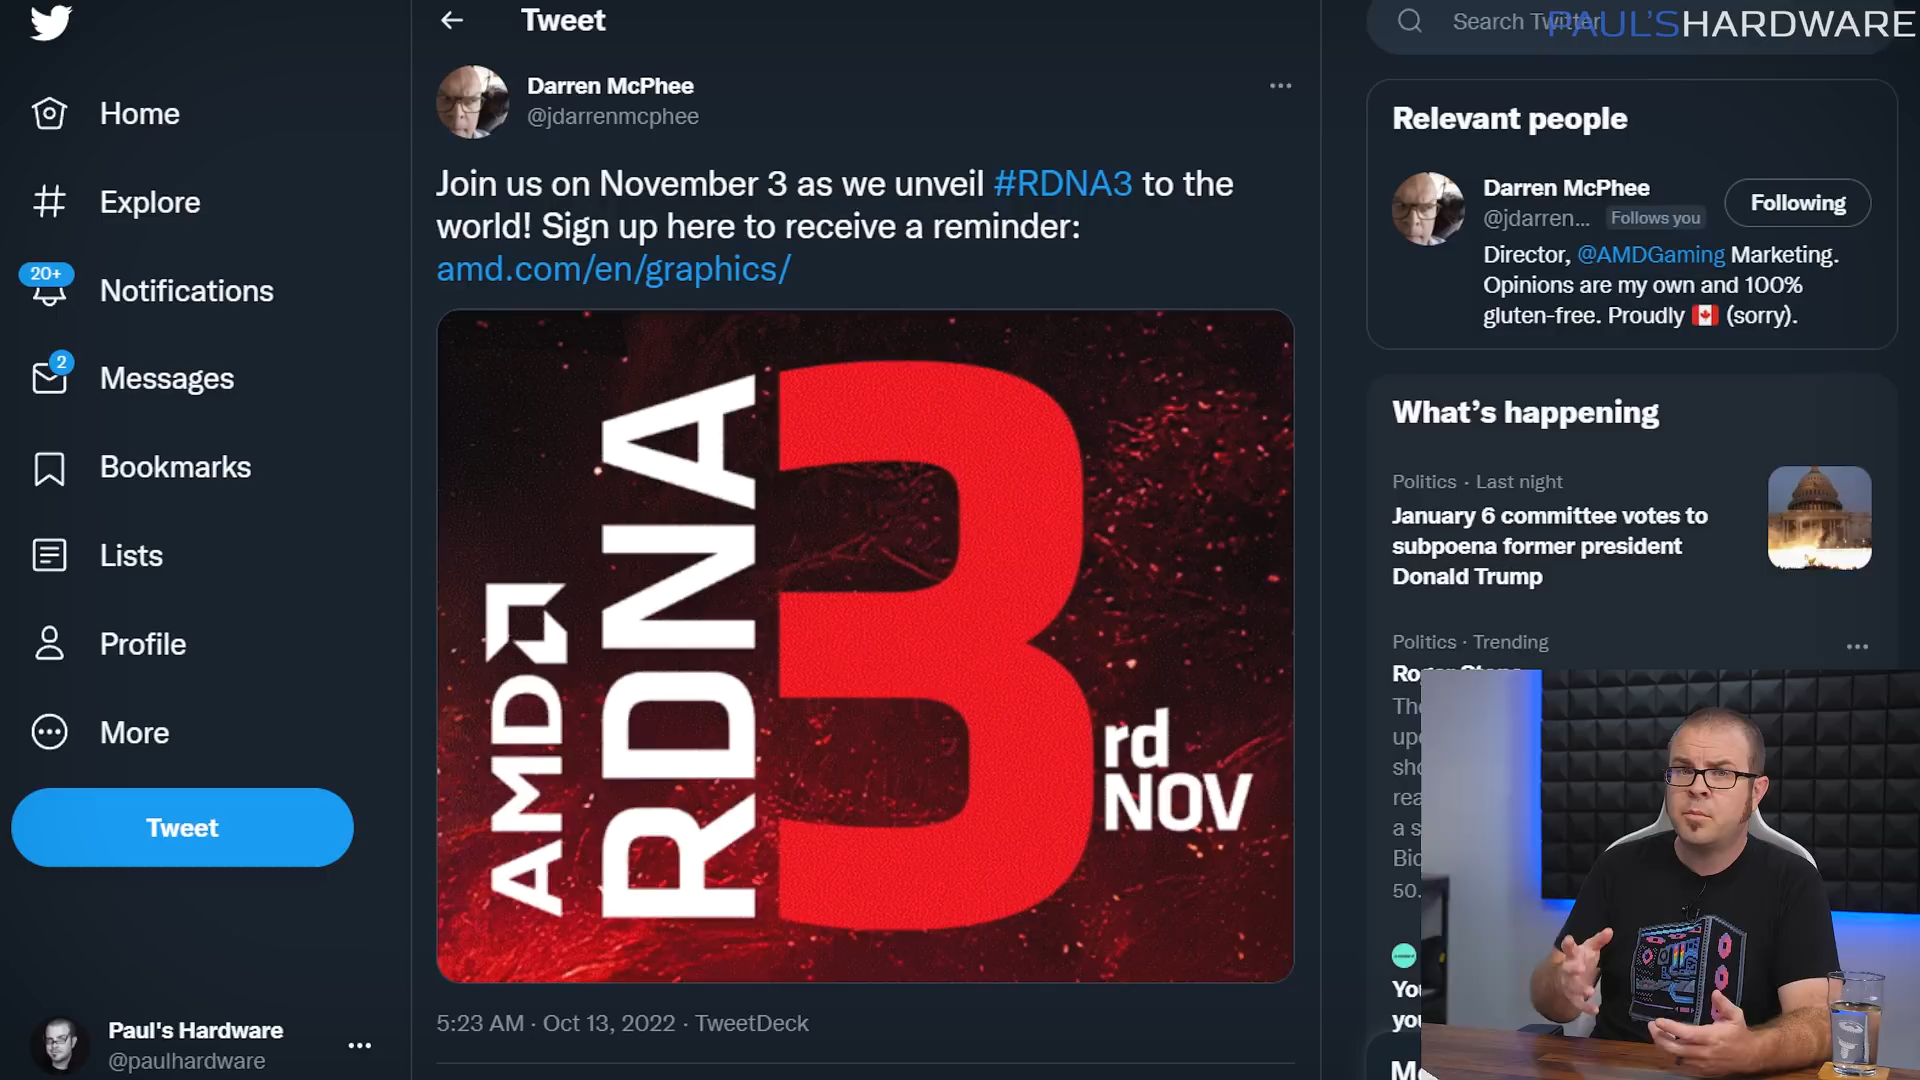 Home
Explore
20+
Notifications
2
Messages
Bookmarks
Lists
Profile
More
Tweet
Paul's Hardware
@paulhardware
Tweet
Darren McPhee
@jdarrenmcphee
Join us on November 3 as we unveil #RDNA3 to the
world! Sign up here to receive a reminder:
amd.com/en/graphics/
AMD
RDNA
3
rd
NOV
5:23 AM · Oct 13, 2022 · TweetDeck
Search Twitter
PAUL'SHARDWARE
Relevant people
Darren McPhee
@jdarren...
Follows you
Following
Director, @AMDGaming Marketing.
Opinions are my own and 100%
gluten-free. Proudly (sorry).
What's happening
Politics · Last night
January 6 committee votes to
subpoena former president
Donald Trump
Politics · Trending
50.